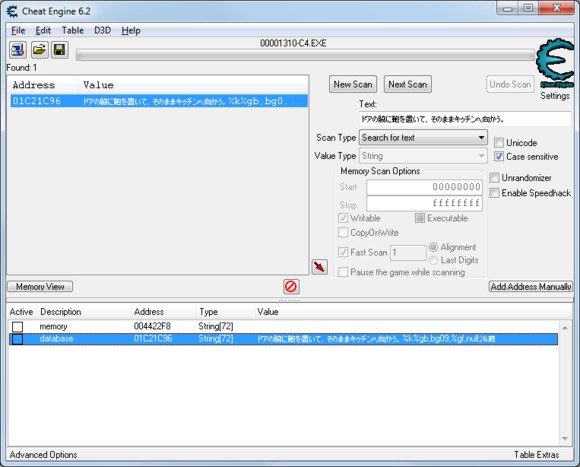 Cheat Engine 6.2
File Edit Table D3D Help
00001310-C4.EXE
Found: 1
Address Value
01C21C96 ドアの脇に鞄を置いて、そのままキッチンへ向かう。%k%gb,bg0...
New Scan Next Scan Undo Scan
Cheat Engine
Settings
Text:
ドアの脇に鞄を置いて、そのままキッチンへ向かう。
Scan Type Search for text
Value Type String
Unicode
Case sensitive
Memory Scan Options
Start 00000000
Stop ffffffff
Writable Executable
CopyOnWrite
Fast Scan 1 Alignment
Last Digits
Pause the game while scanning
Unrandomizer
Enable Speedhack
Memory View Add Address Manually
Active Description Address Type Value
memory 004422F8 String[72]
database 01C21C96 String[72] ドアの脇に鞄を置いて、そのままキッチンへ向かう。%k%gb,bg09;%gf,null;冷蔵
Advanced Options Table Extras